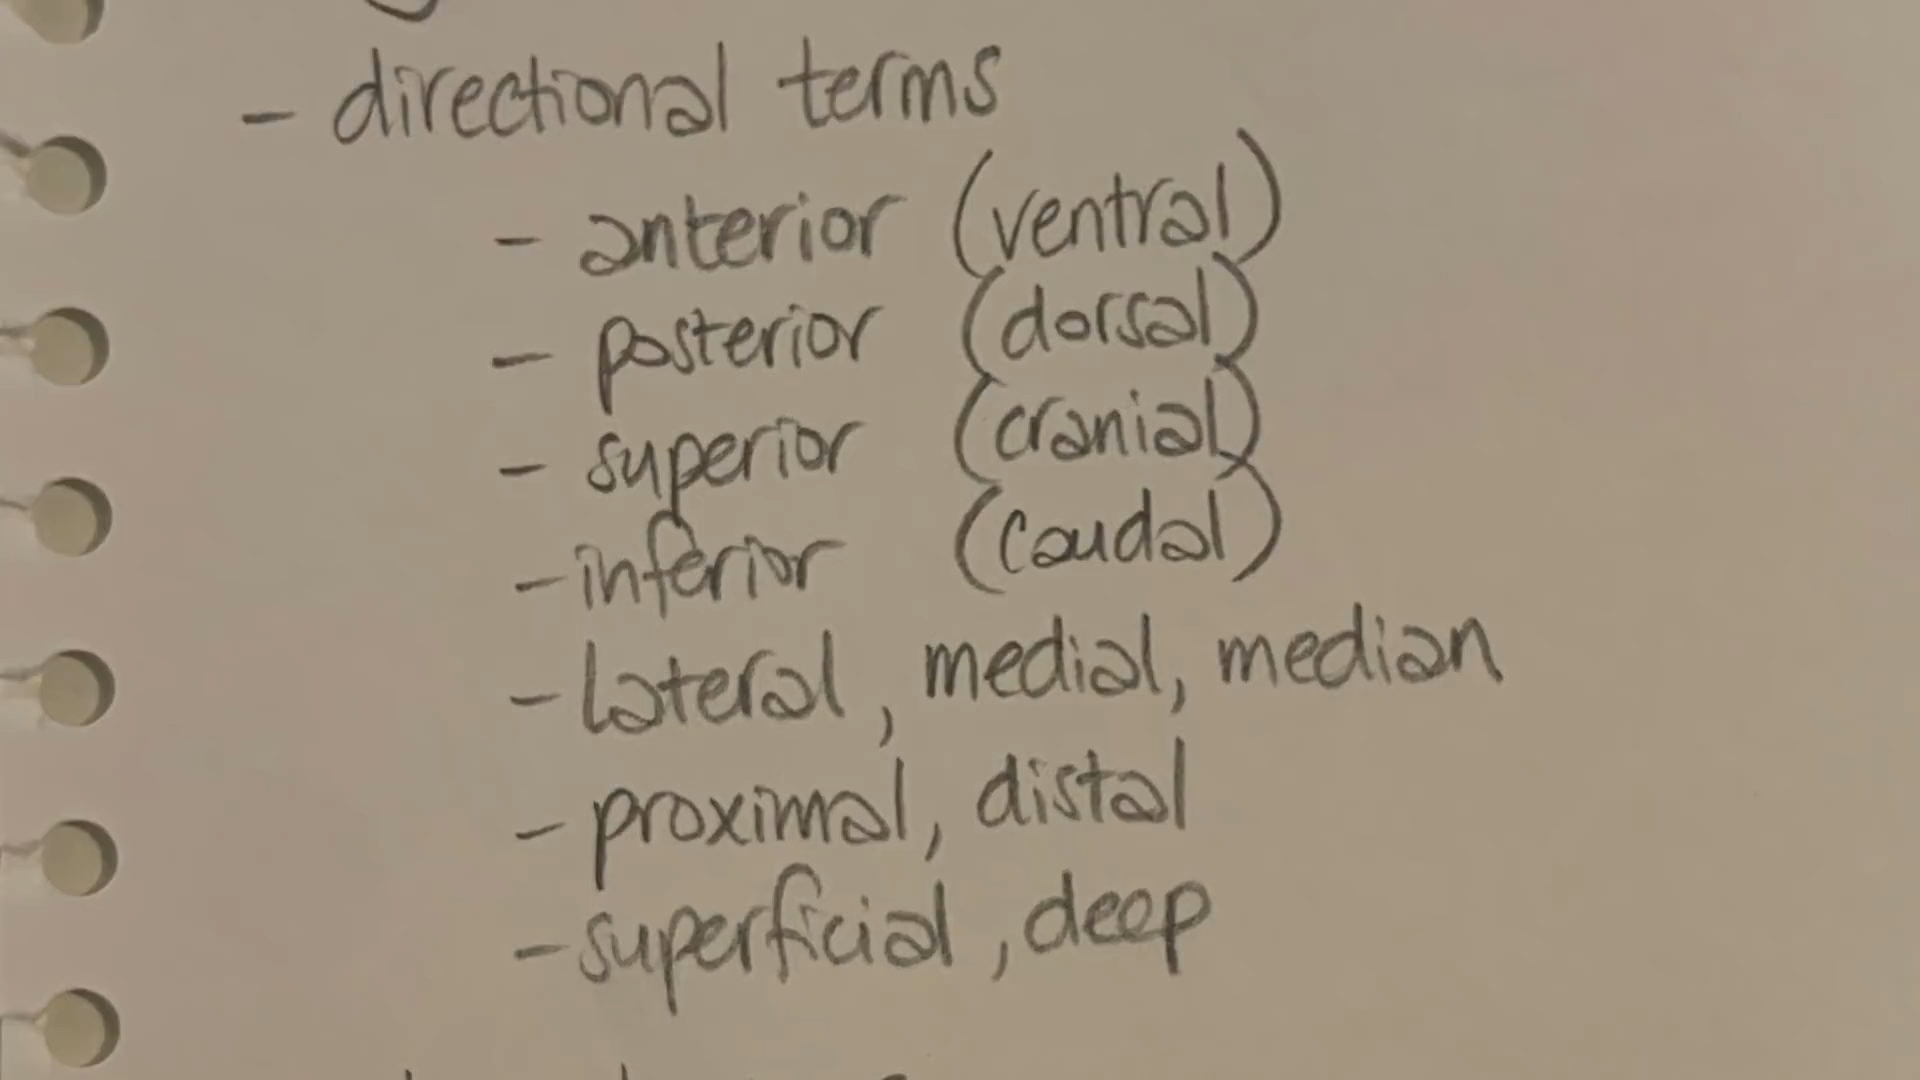 - directional terms
- anterior (ventral)
- posterior (dorsal)
- superior (cranial)
- inferior (caudal)
- lateral, medial, median
- proximal, distal
- superficial, deep